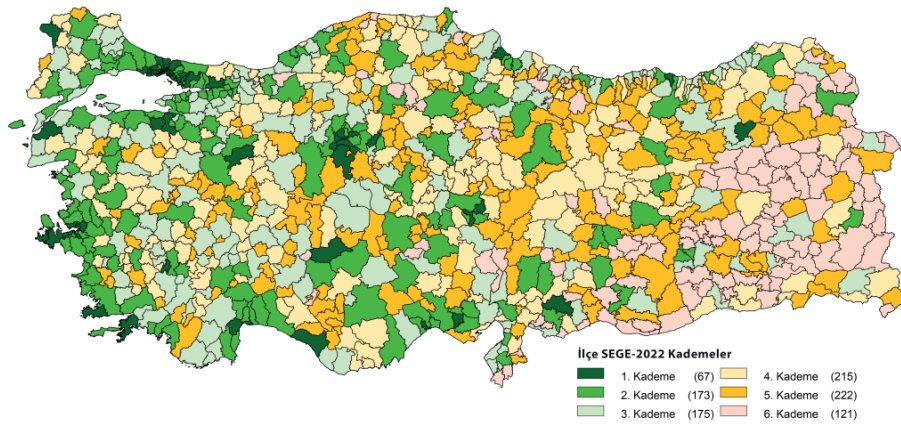 İlçe SEGE-2022 Kademeler
1. Kademe (67) 4. Kademe (215)
2. Kademe (173) 5. Kademe (222)
3. Kademe (175) 6. Kademe (121)